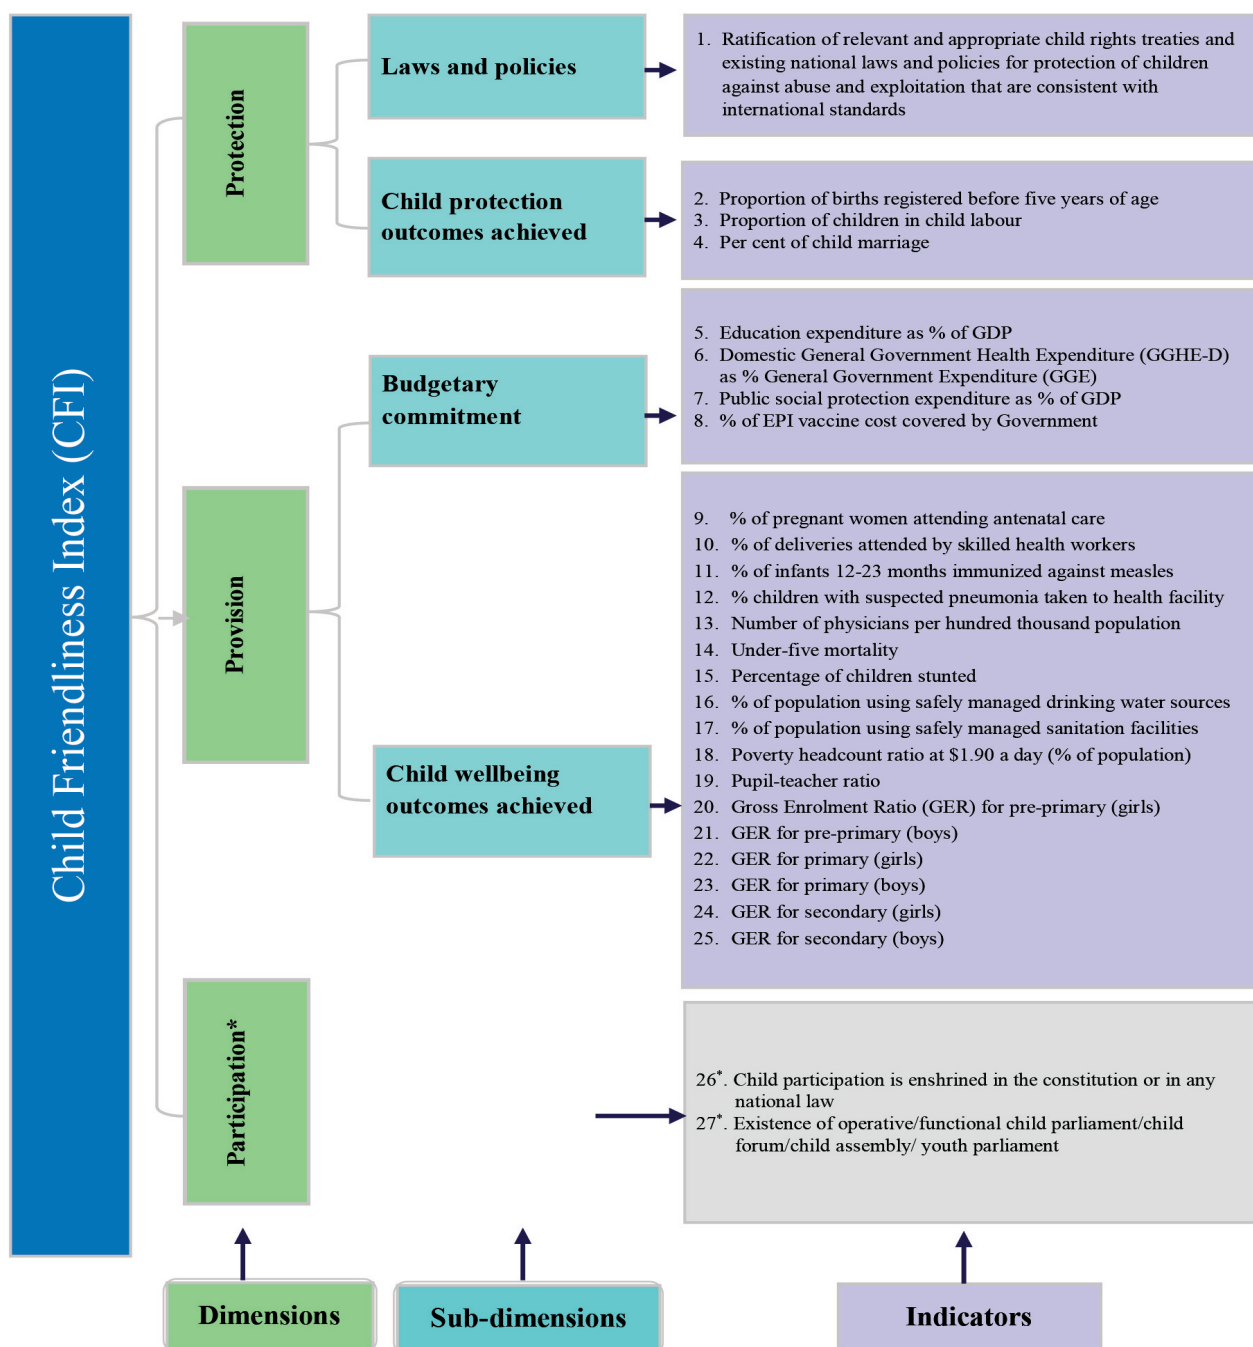 Child Friendliness Index (CFI)
Protection
Laws and policies
1. Ratification of relevant and appropriate child rights treaties and
existing national laws and policies for protection of children
against abuse and exploitation that are consistent with
international standards
Child protection
outcomes achieved
2. Proportion of births registered before five years of age
3. Proportion of children in child labour
4. Per cent of child marriage
Provision
Budgetary
commitment
5. Education expenditure as % of GDP
6. Domestic General Government Health Expenditure (GGHE-D)
as % General Government Expenditure (GGE)
7. Public social protection expenditure as % of GDP
8. % of EPI vaccine cost covered by Government
Child wellbeing
outcomes achieved
9. % of pregnant women attending antenatal care
10. % of deliveries attended by skilled health workers
11. % of infants 12-23 months immunized against measles
12. % children with suspected pneumonia taken to health facility
13. Number of physicians per hundred thousand population
14. Under-five mortality
15. Percentage of children stunted
16. % of population using safely managed drinking water sources
17. % of population using safely managed sanitation facilities
18. Poverty headcount ratio at $1.90 a day (% of population)
19. Pupil-teacher ratio
20. Gross Enrolment Ratio (GER) for pre-primary (girls)
21. GER for pre-primary (boys)
22. GER for primary (girls)
23. GER for primary (boys)
24. GER for secondary (girls)
25. GER for secondary (boys)
Participation*
26*. Child participation is enshrined in the constitution or in any
national law
27*. Existence of operative/functional child parliament/child
forum/child assembly/ youth parliament
Dimensions
Sub-dimensions
Indicators